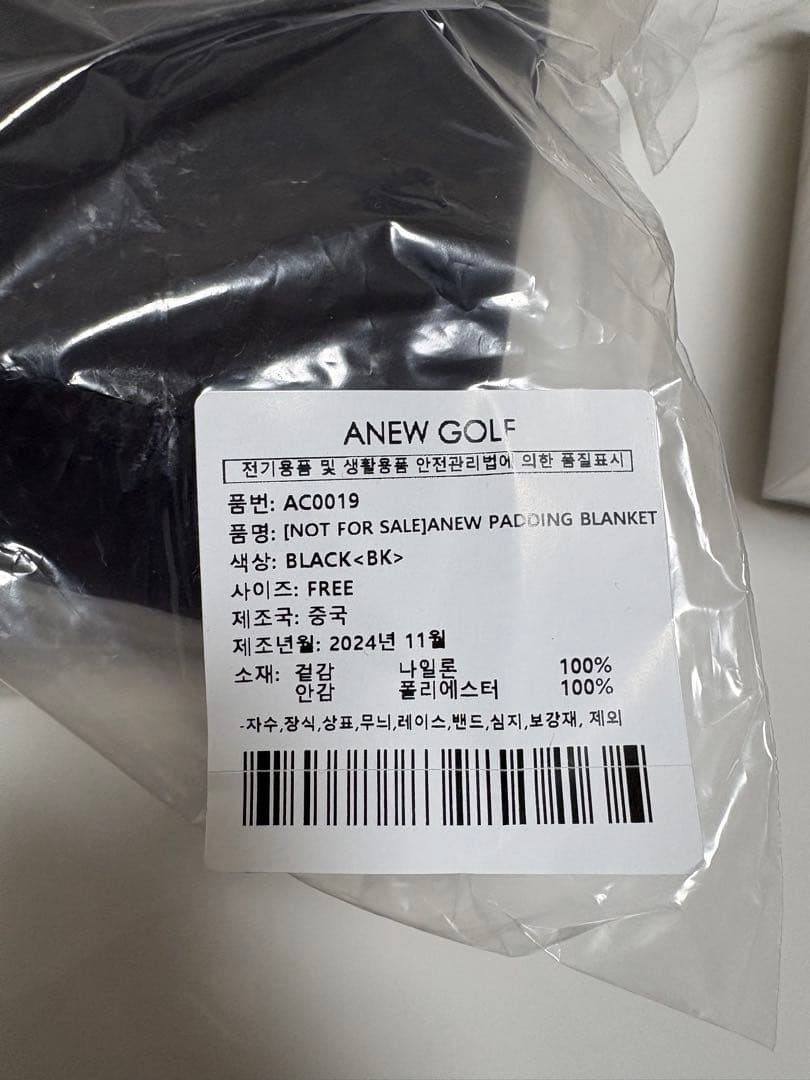 ANEW GOLF
전기용품 및 생활용품 안전관리법에 의한 품질표시
품번: AC0019
품명: [NOT FOR SALE]ANEW PADDING BLANKET
색상: BLACK<BK>
사이즈: FREE
제조국: 중국
제조년월: 2024년 11월
소재: 겉감 나일론 100%
안감 폴리에스터 100%
-자수,장식,상표,무늬,레이스,밴드,심지,보강재, 제외